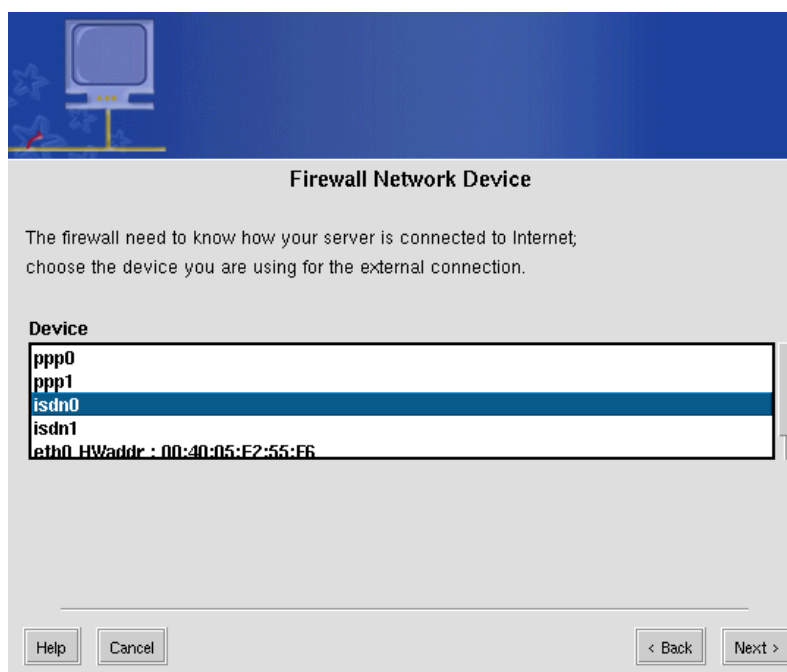 Firewall Network Device
The firewall need to know how your server is connected to Internet;
choose the device you are using for the external connection.
Device
ppp0
ppp1
isdn0
isdn1
eth0 HWaddr : 00:40:05:E2:55:E6
Help
Cancel
< Back
Next >